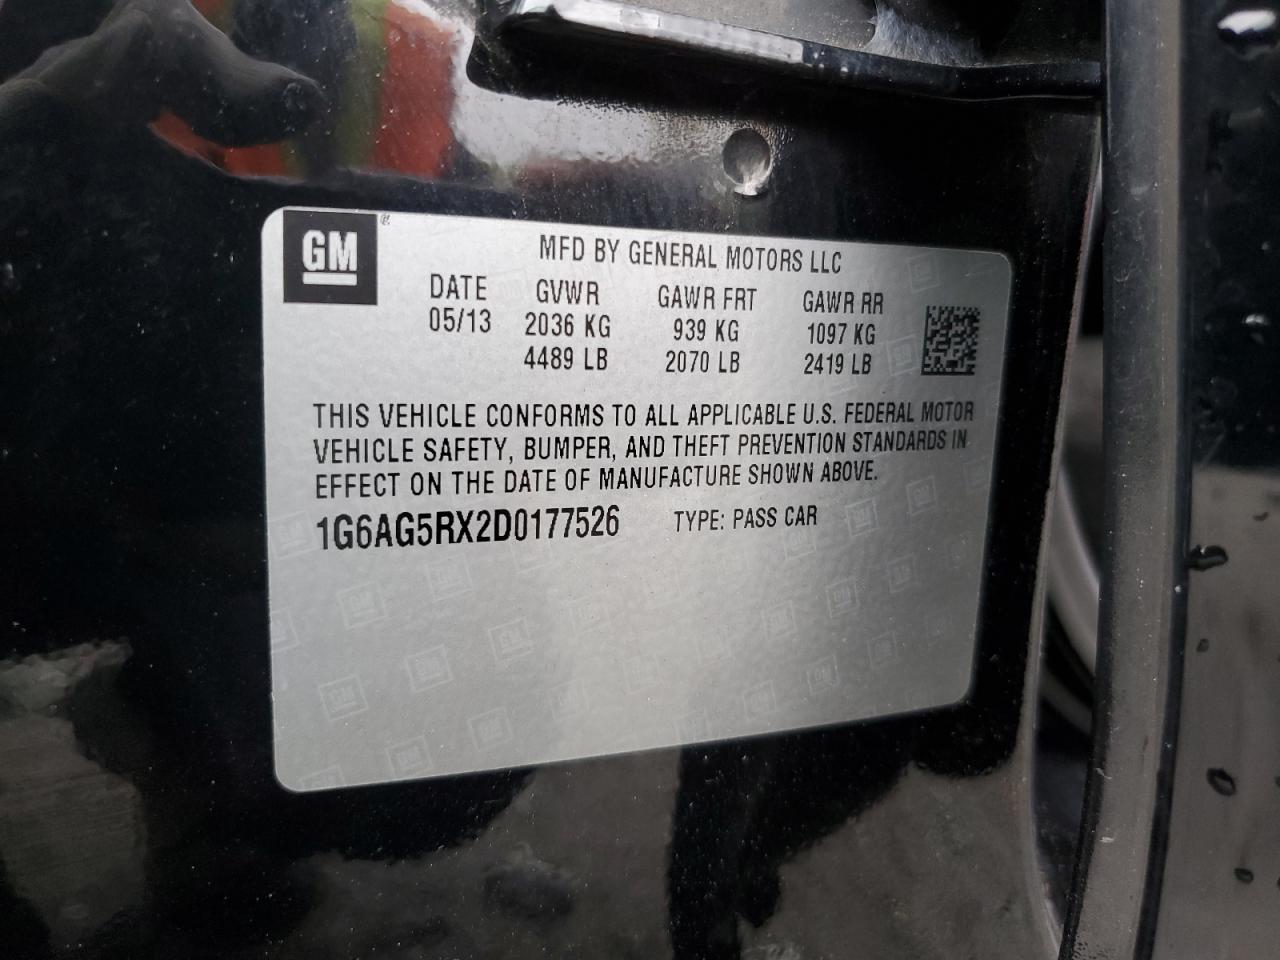 GM
MFD BY GENERAL MOTORS LLC
DATE GVWR GAWR FRT GAWR RR
05/13 2036 KG 939 KG 1097 KG
4489 LB 2070 LB 2419 LB
THIS VEHICLE CONFORMS TO ALL APPLICABLE U.S. FEDERAL MOTOR
VEHICLE SAFETY, BUMPER, AND THEFT PREVENTION STANDARDS IN
EFFECT ON THE DATE OF MANUFACTURE SHOWN ABOVE.
1G6AG5RX2D0177526 TYPE: PASS CAR